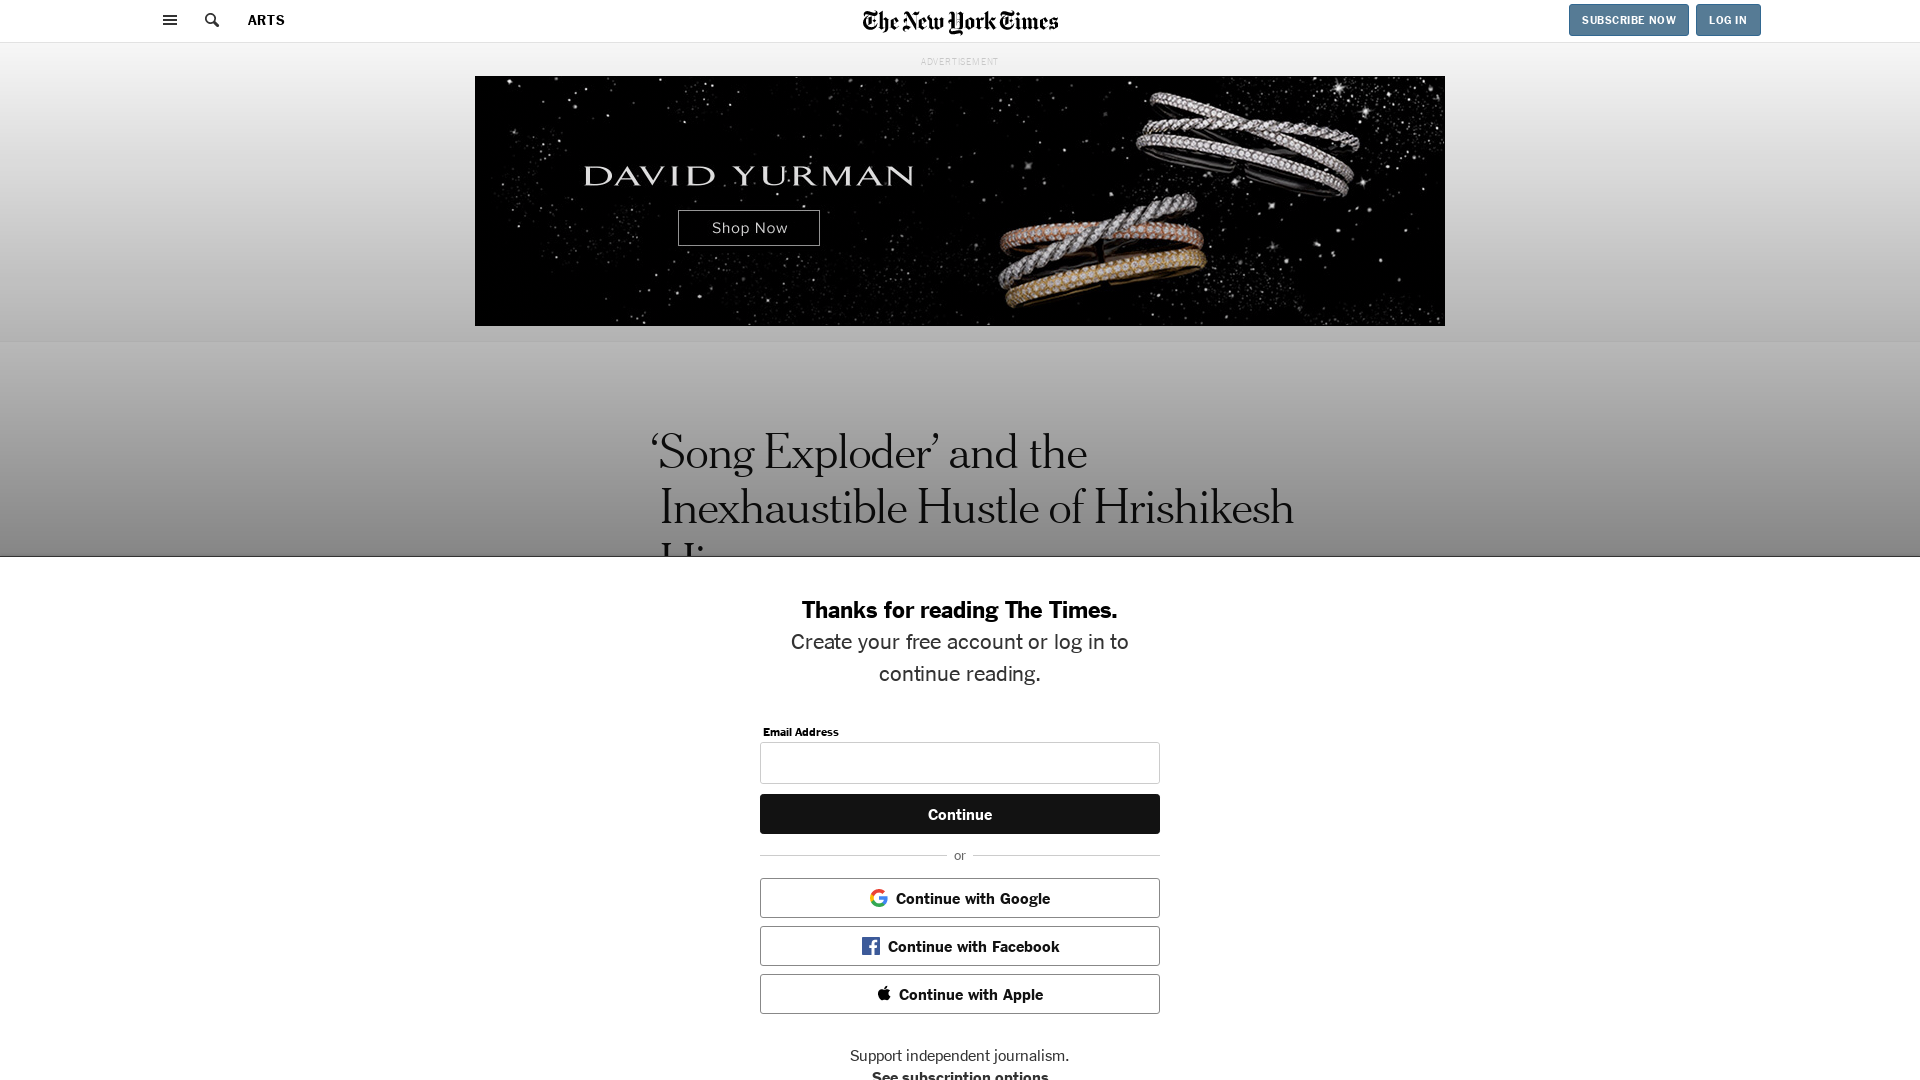 ARTS
The New York Times
SUBSCRIBE NOW
LOG IN
ADVERTISEMENT
DAVID YURMAN
Shop Now
‘Song Exploder’ and the
Inexhaustible Hustle of Hrishikesh
Thanks for reading The Times.
Create your free account or log in to
continue reading.
Email Address
Continue
or
Continue with Google
Continue with Facebook
Continue with Apple
Support independent journalism.
See subscription options